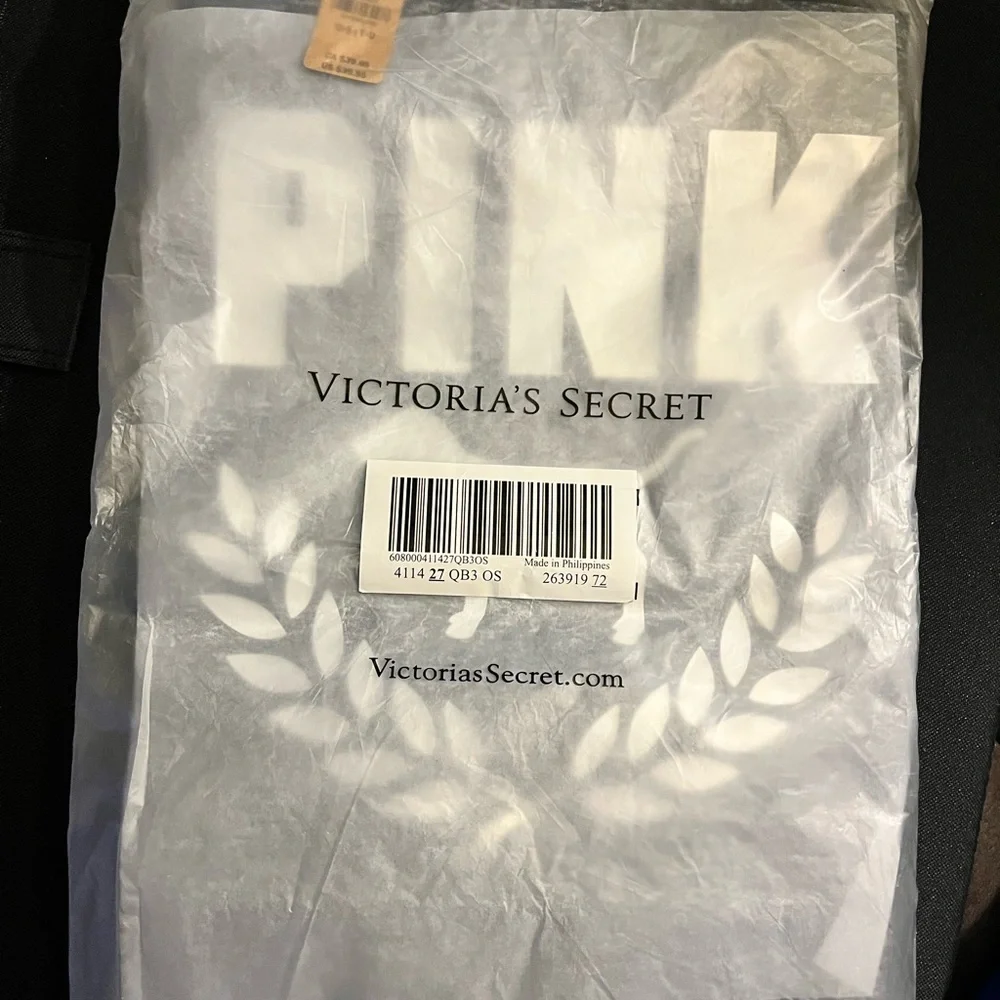 PINK
VICTORIA'S SECRET
608000411427QB3OS Made in Philippines
4114 27 QB3 OS 263919 72
VictoriasSecret.com